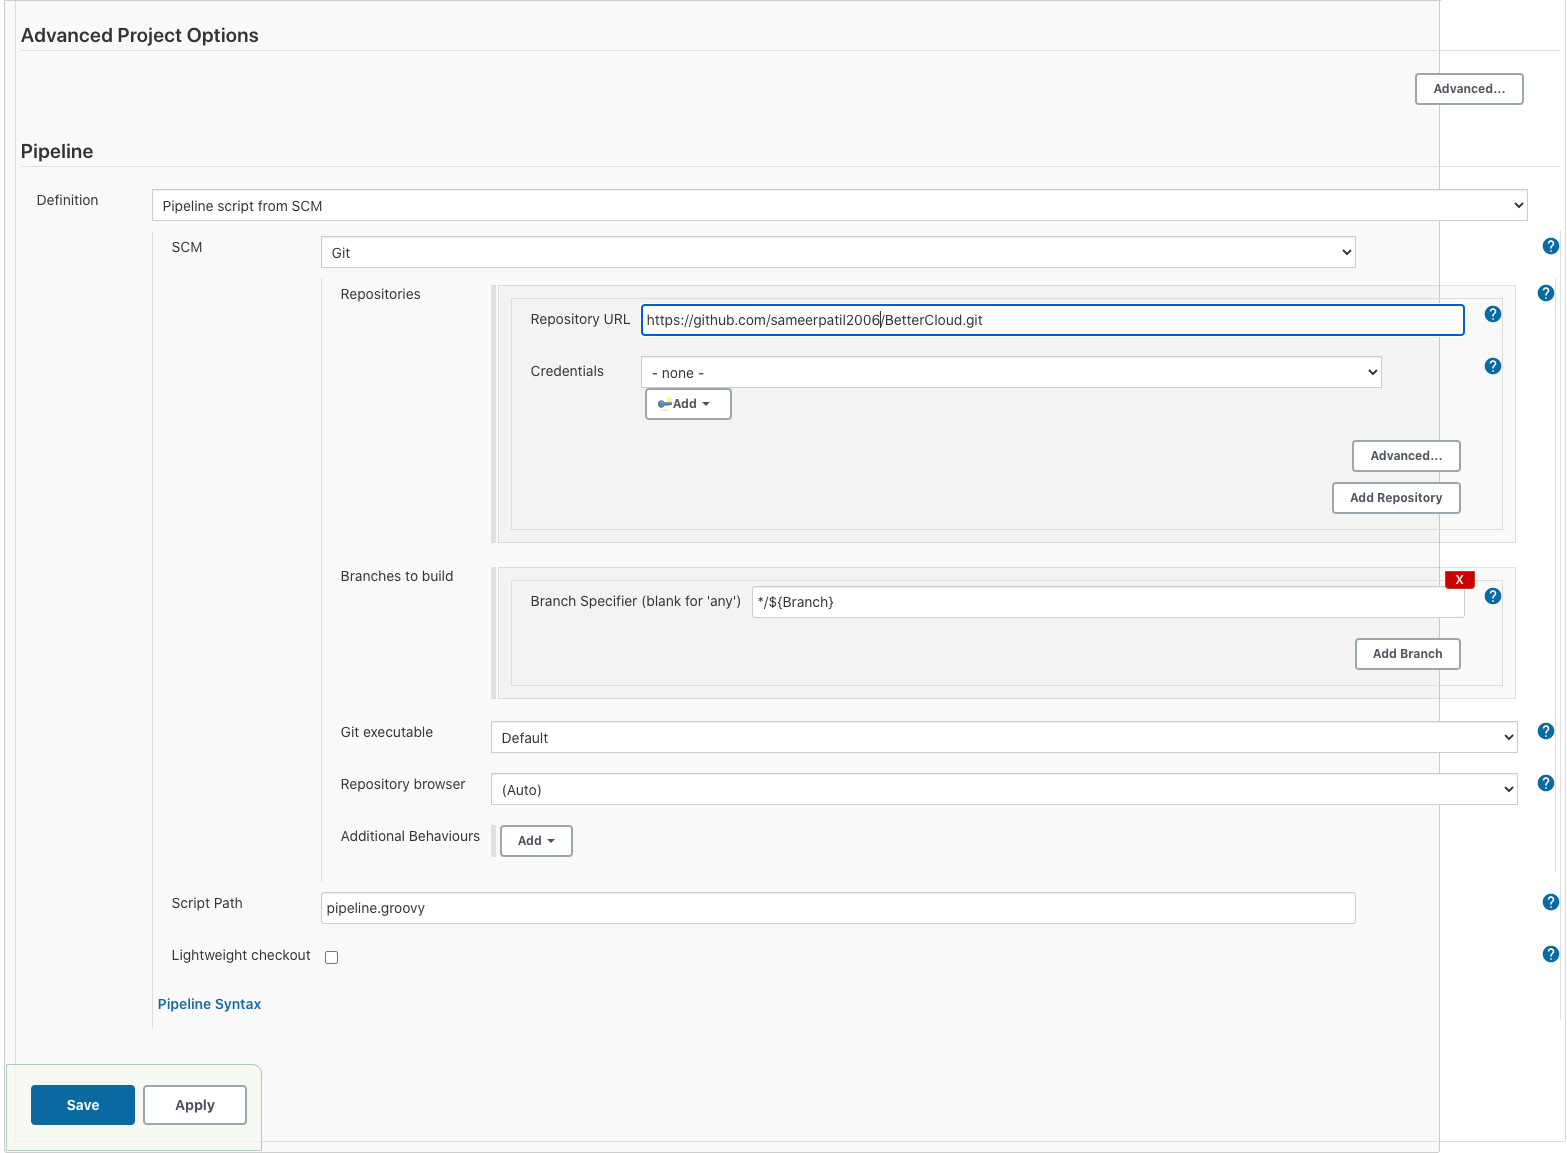 Advanced Project Options
Advanced...
Pipeline
Definition
Pipeline script from SCM
SCM
Git
?
Repositories
?
Repository URL
https://github.com/sameerpatil2006/BetterCloud.git
?
Credentials
- none -
?
Add
Advanced...
Add Repository
Branches to build
X
Branch Specifier (blank for 'any')
*/${Branch}
?
Add Branch
Git executable
Default
?
Repository browser
(Auto)
?
Additional Behaviours
Add
Script Path
pipeline.groovy
?
Lightweight checkout
?
Pipeline Syntax
Save
Apply